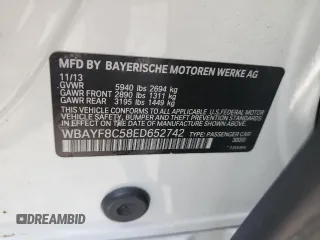 MFD BY BAYERISCHE MOTOREN WERKE AG
11/13
GVWR 5940 lbs 2694 kg
GAWR FRONT 2890 lbs 1311 kg
GAWR REAR 3195 lbs 1449 kg
THIS VEHICLE CONFORMS TO ALL APPLICABLE
FEDERAL MOTOR VEHICLE SAFETY, BUMPER,
AND THEFT PREVENTION STANDARDS IN EFFECT ON
THE DATE OF MANUFACTURE SHOWN ABOVE.
WBAYF8C58ED652742 TYPE: PASSENGER CAR
DREAMBID